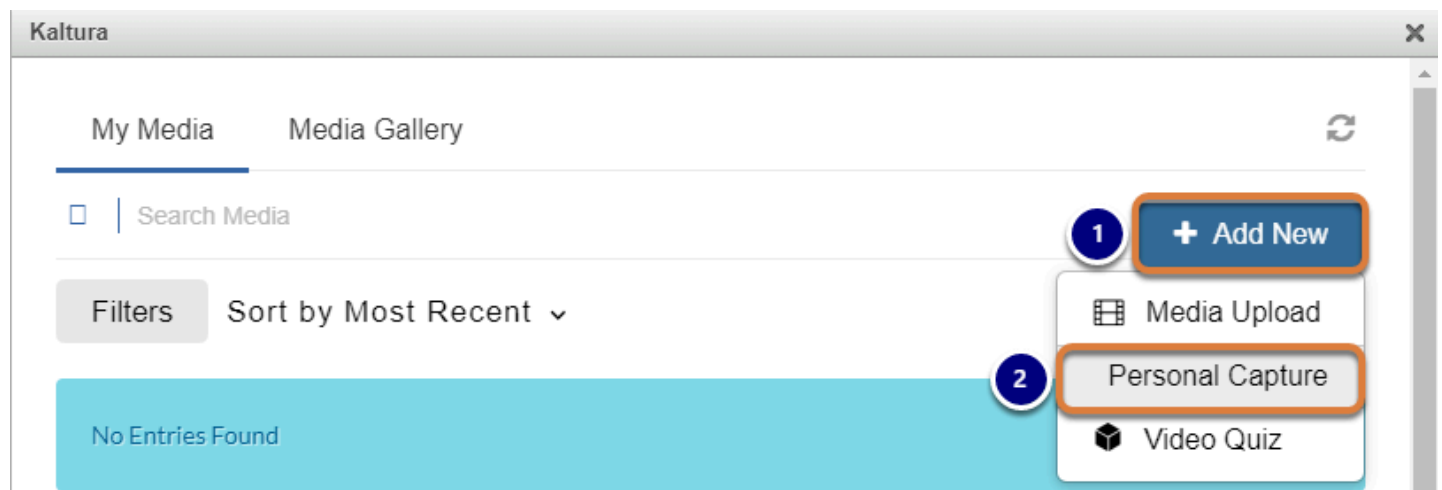 Kaltura
My Media Media Gallery
Search Media
1 + Add New
Filters Sort by Most Recent
Media Upload
2 Personal Capture
No Entries Found
Video Quiz